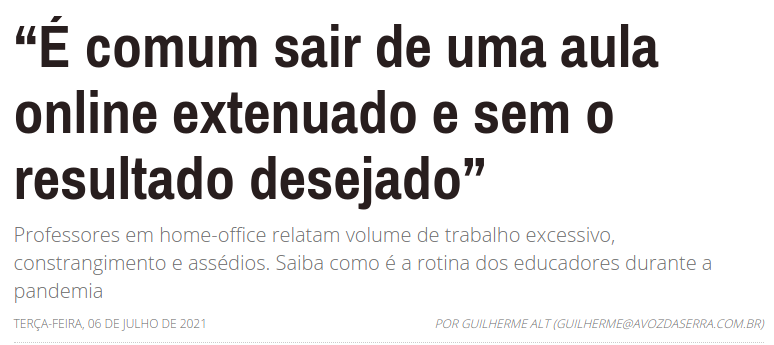 “É comum sair de uma aula
online extenuado e sem o
resultado desejado”
Professores em home-office relatam volume de trabalho excessivo,
constrangimento e assédios. Saiba como é a rotina dos educadores durante a
pandemia
TERÇA-FEIRA, 06 DE JULHO DE 2021 POR GUILHERME ALT (GUILHERME@AVOZDASERRA.COM.BR)